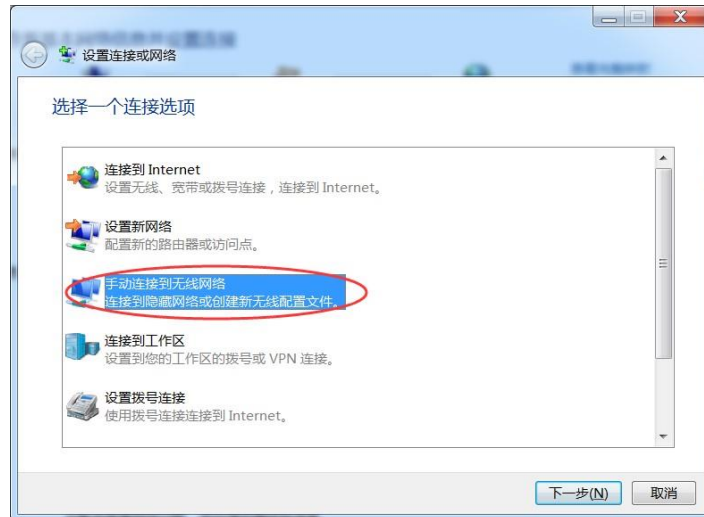 设置连接或网络
选择一个连接选项
连接到 Internet
设置无线、宽带或拨号连接，连接到 Internet。
设置新网络
配置新的路由器或访问点。
手动连接到无线网络
连接到隐藏网络或创建新无线配置文件。
连接到工作区
设置到您的工作区的拨号或 VPN 连接。
设置拨号连接
使用拨号连接连接到 Internet。
下一步(N)
取消